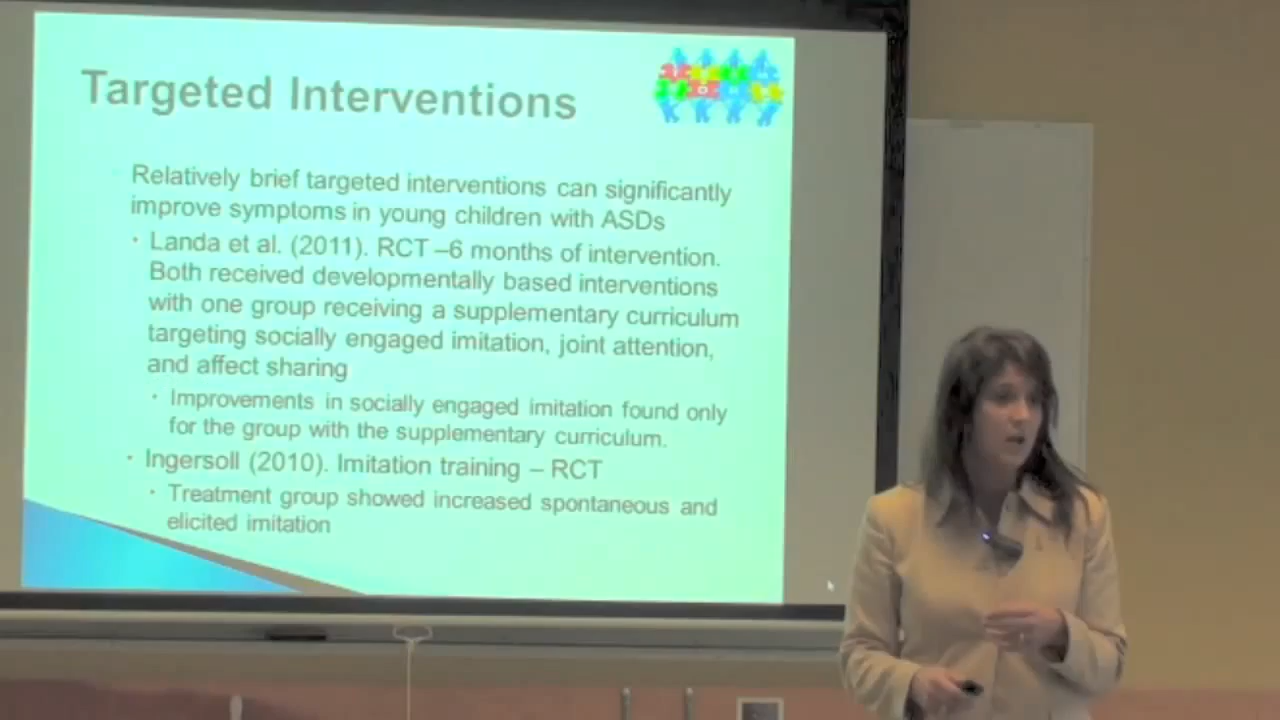 Targeted Interventions
Relatively brief targeted interventions can significantly
improve symptoms in young children with ASDs
· Landa et al. (2011). RCT –6 months of intervention.
Both received developmentally based interventions
with one group receiving a supplementary curriculum
targeting socially engaged imitation, joint attention,
and affect sharing
· Improvements in socially engaged imitation found only
for the group with the supplementary curriculum.
· Ingersoll (2010). Imitation training – RCT
· Treatment group showed increased spontaneous and
elicited imitation